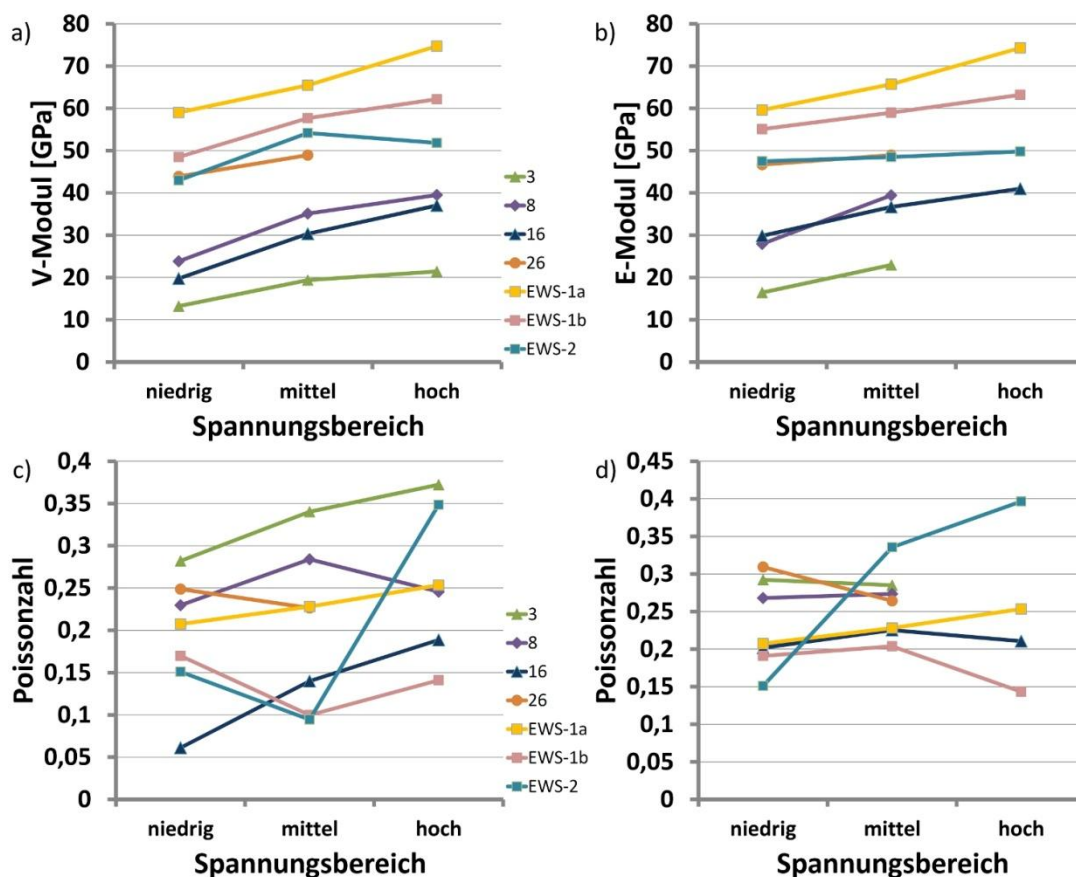 a)
V-Modul [GPa]
80
70
60
50
40
30
20
10
0
niedrig mittel hoch
Spannungsbereich
3
8
16
26
EWS-1a
EWS-1b
EWS-2
b)
E-Modul [GPa]
80
70
60
50
40
30
20
10
0
niedrig mittel hoch
Spannungsbereich
c)
Poissonzahl
0,4
0,35
0,3
0,25
0,2
0,15
0,1
0,05
0
niedrig mittel hoch
Spannungsbereich
3
8
16
26
EWS-1a
EWS-1b
EWS-2
d)
Poissonzahl
0,45
0,4
0,35
0,3
0,25
0,2
0,15
0,1
0,05
0
niedrig mittel hoch
Spannungsbereich